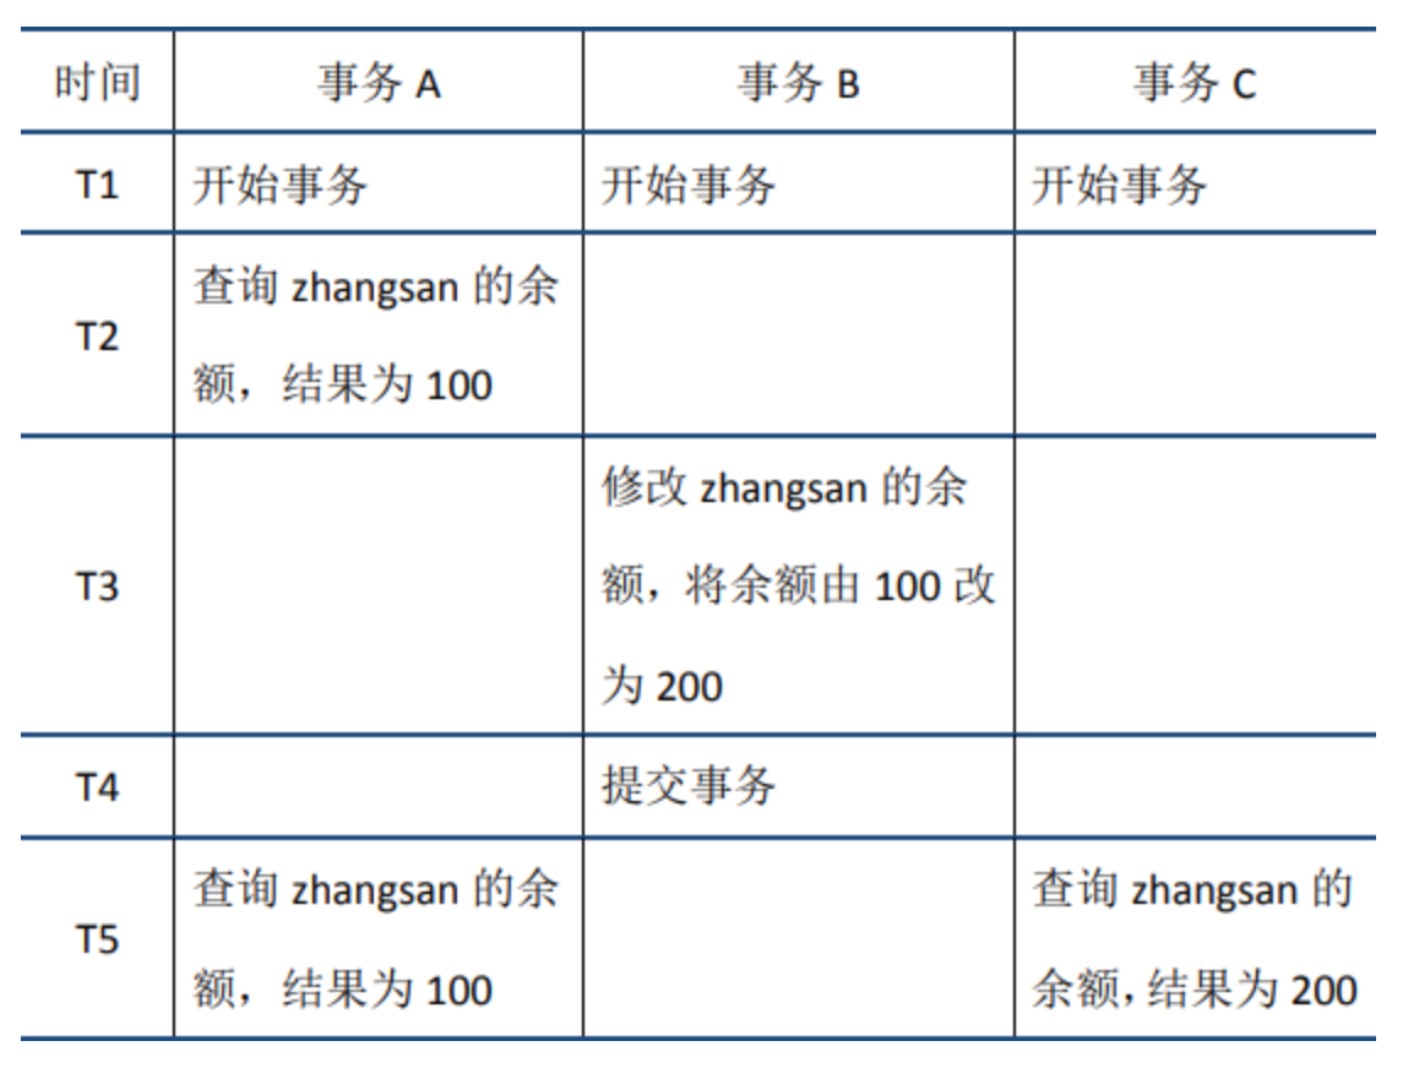 时间 事务 A 事务 B 事务 C
T1 开始事务 开始事务 开始事务
T2
查询 zhangsan 的余
额，结果为 100
T3
修改 zhangsan 的余
额，将余额由 100 改
为 200
T4 提交事务
T5
查询 zhangsan 的余
额，结果为 100
查询 zhangsan 的
余额，结果为 200